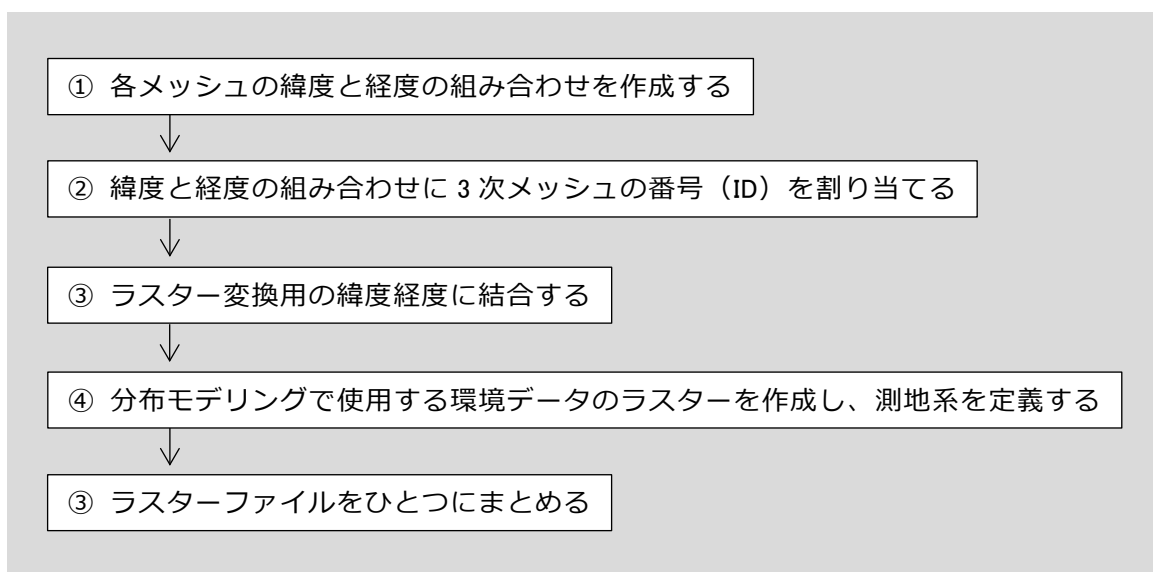 ① 各メッシュの緯度と経度の組み合わせを作成する
② 緯度と経度の組み合わせに 3 次メッシュの番号（ID）を割り当てる
③ ラスター変換用の緯度経度に結合する
④ 分布モデリングで使用する環境データのラスターを作成し、測地系を定義する
③ ラスターファイルをひとつにまとめる